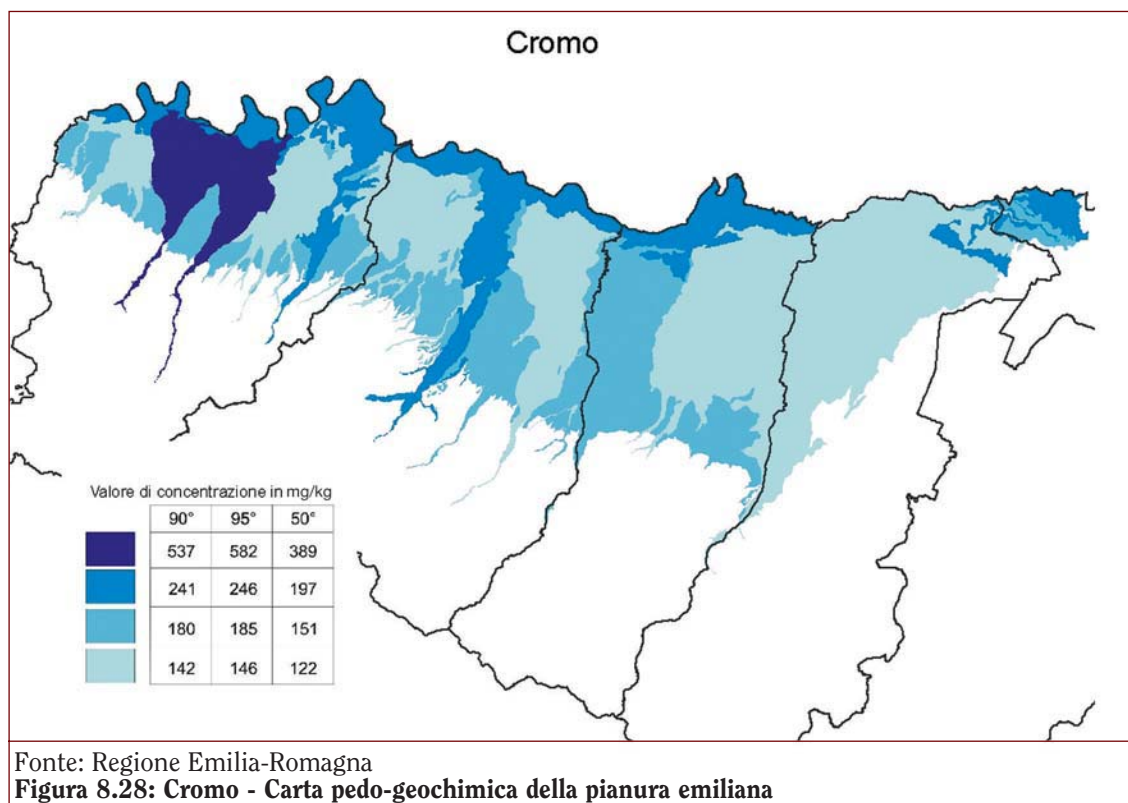 Cromo
Valore di concentrazione in mg/kg
90° 95° 50°
537 582 389
241 246 197
180 185 151
142 146 122
Fonte: Regione Emilia-Romagna
Figura 8.28: Cromo - Carta pedo-geochimica della pianura emiliana